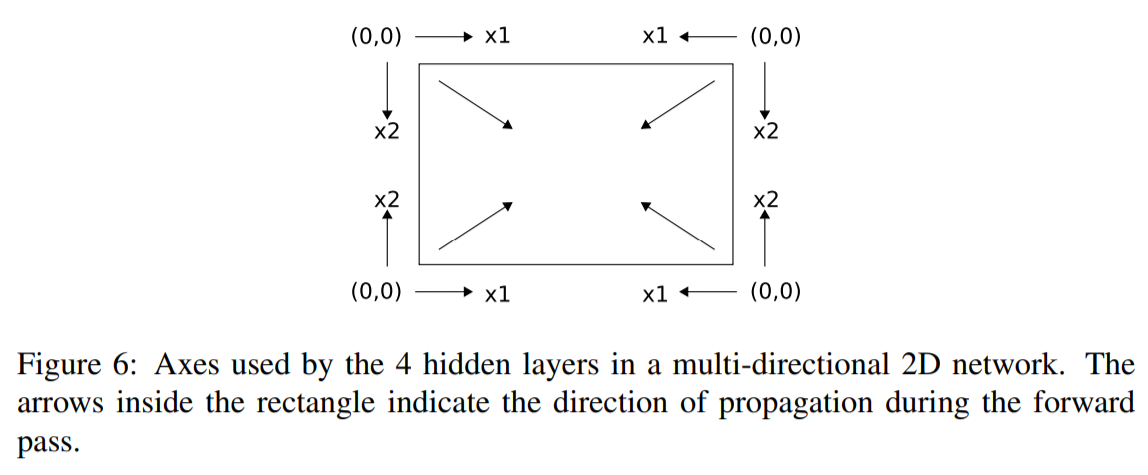 (0,0) x1 x1 (0,0)
x2 x2
x2 x2
(0,0) x1 x1 (0,0)
Figure 6: Axes used by the 4 hidden layers in a multi-directional 2D network. The
arrows inside the rectangle indicate the direction of propagation during the forward
pass.